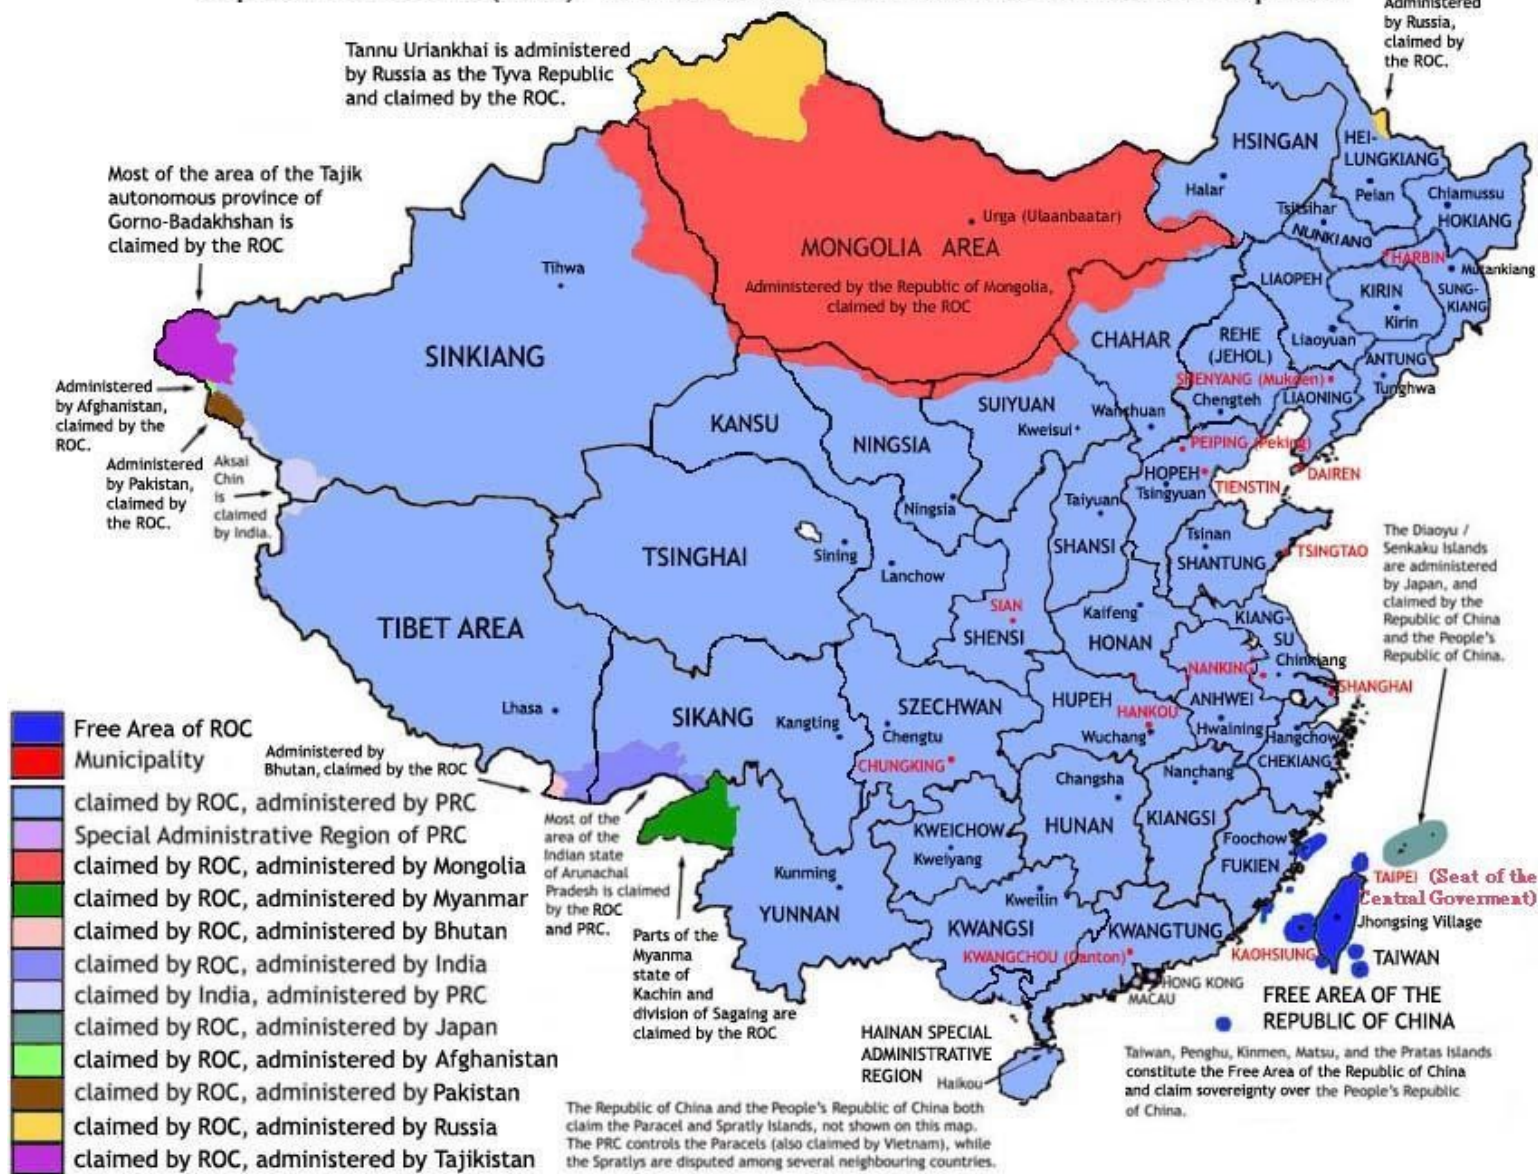 Administered
by Russia,
claimed by
the ROC.
Tannu Uriankhai is administered
by Russia as the Tyva Republic
and claimed by the ROC.
Most of the area of the Tajik
autonomous province of
Gorno-Badakhshan is
claimed by the ROC
HSINGAN
HEI-
LUNGKIANG
Halar
Peian
Chiamussu
HOKIANG
Tsitsihar
NUNKIANG
Urga (Ulaanbaatar)
MONGOLIA AREA
Administered by the Republic of Mongolia,
claimed by the ROC
HARBIN
Mutankiang
Tihwa
LIAOPEH
KIRIN
SUNG-
KIANG
Kirin
SINKIANG
CHAHAR
REHE
(JEHOL)
Liaoyuan
ANTUNG
Tunghwa
SHENYANG (Mukden)
Chengteh
LIAONING
Administered
by Afghanistan,
claimed by the
ROC.
KANSU
NINGSIA
SUIYUAN
Kweisui
Wanchuan
PEIPING (Peking)
Administered
by Pakistan,
claimed by
the ROC.
Aksai
Chin
is
claimed
by India.
HOPEH
Tsingyuan
TIENSTIN
DAIREN
Ningsia
Taiyuan
TSINGHAI
Sining
Lanchow
SHANSI
Tsinan
SHANTUNG
TSINGTAO
The Diaoyu /
Senkaku Islands
are administered
by Japan, and
claimed by the
Republic of China
and the People's
Republic of China.
TIBET AREA
SIAN
SHENSI
Kaifeng
HONAN
KIANG-
SU
Chinkiang
NANKING
SHANGHAI
Lhasa
SIKANG
Kangting
SZECHWAN
Chengtu
CHUNGKING
HUPEH
HANKOU
Wuchang
ANHWEI
Hwaining
Hangchow
CHEKIANG
Administered by
Bhutan, claimed by the ROC
Changsha
Nanchang
HUNAN
KIANGSI
Foochow
FUKIEN
KWEICHOW
Kweiyang
Most of the
area of the
Indian state
of Arunachal
Pradesh is claimed
by the ROC
and PRC.
Kunming
YUNNAN
Kweilin
KWANGSI
KWANGTUNG
KWANGCHOU (Canton)
HONG KONG
MACAU
TAIPEI (Seat of the
Central Goverment)
Jhongsing Village
KAOHSIUNG
TAIWAN
FREE AREA OF THE
REPUBLIC OF CHINA
Parts of the
Myanma
state of
Kachin and
division of Sagaing are
claimed by the ROC
HAINAN SPECIAL
ADMINISTRATIVE
REGION
Haikou
Taiwan, Penghu, Kinmen, Matsu, and the Pratas Islands
constitute the Free Area of the Republic of China
and claim sovereignty over the People's Republic
of China.
The Republic of China and the People's Republic of China both
claim the Paracel and Spratly Islands, not shown on this map.
The PRC controls the Paracels (also claimed by Vietnam), while
the Spratlys are disputed among several neighbouring countries.
Free Area of ROC
Municipality
claimed by ROC, administered by PRC
Special Administrative Region of PRC
claimed by ROC, administered by Mongolia
claimed by ROC, administered by Myanmar
claimed by ROC, administered by Bhutan
claimed by ROC, administered by India
claimed by India, administered by PRC
claimed by ROC, administered by Japan
claimed by ROC, administered by Afghanistan
claimed by ROC, administered by Pakistan
claimed by ROC, administered by Russia
claimed by ROC, administered by Tajikistan